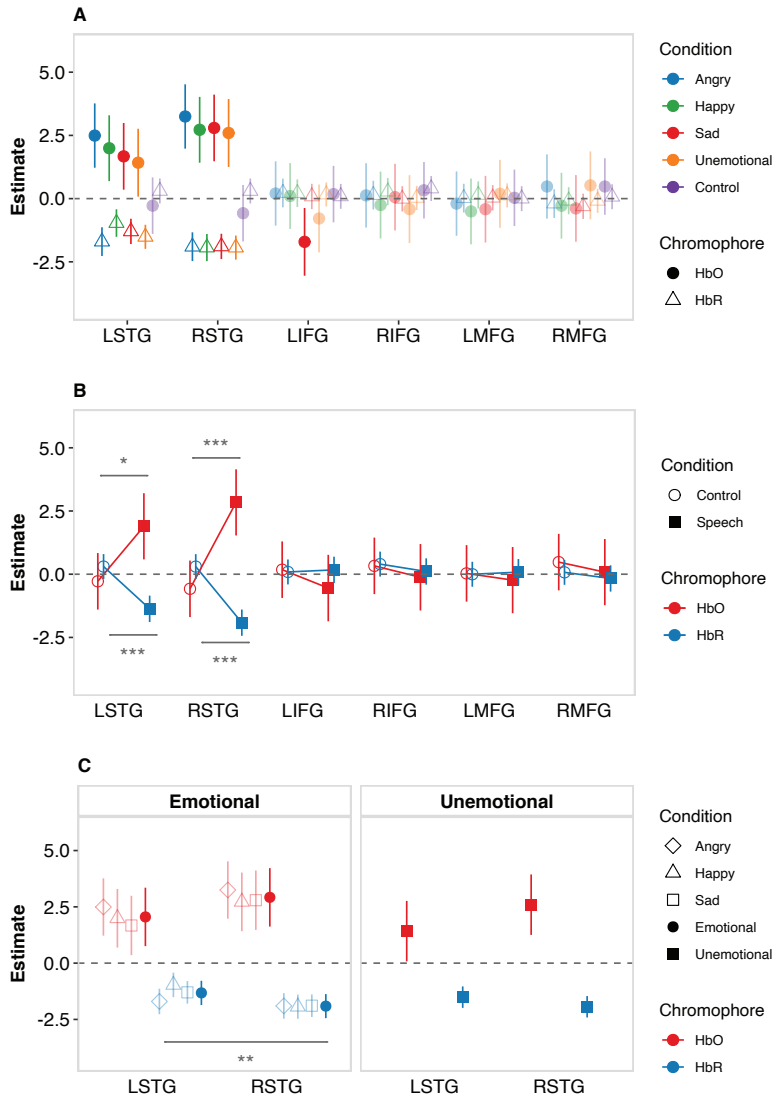 A
Estimate
5.0
2.5
0.0
-2.5
LSTG RSTG LIFG RIFG LMFG RMFG
Condition
Angry
Happy
Sad
Unemotional
Control
Chromophore
HbO
HbR
B
Estimate
5.0
2.5
0.0
-2.5
*
***
***
***
LSTG RSTG LIFG RIFG LMFG RMFG
Condition
Control
Speech
Chromophore
HbO
HbR
C
Emotional Unemotional
Estimate
5.0
2.5
0.0
-2.5
**
LSTG RSTG LSTG RSTG
Condition
Angry
Happy
Sad
Emotional
Unemotional
Chromophore
HbO
HbR